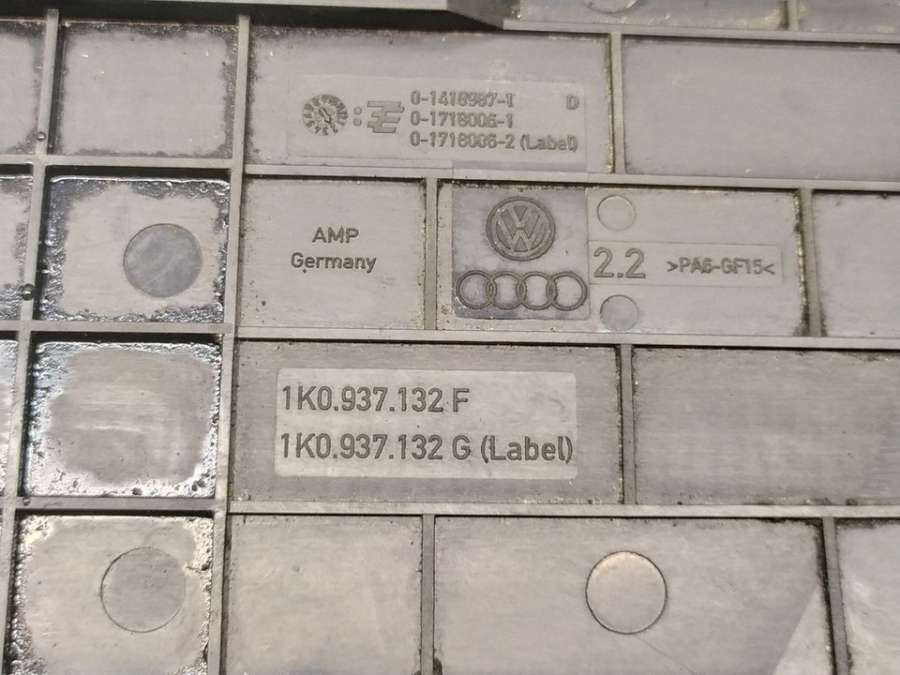 0-1418987-1 D
0-1718006-1
0-1718006-2 (Label)
AMP
Germany
2.2 >PA6-GF15<
1K0.937.132 F
1K0.937.132 G (Label)